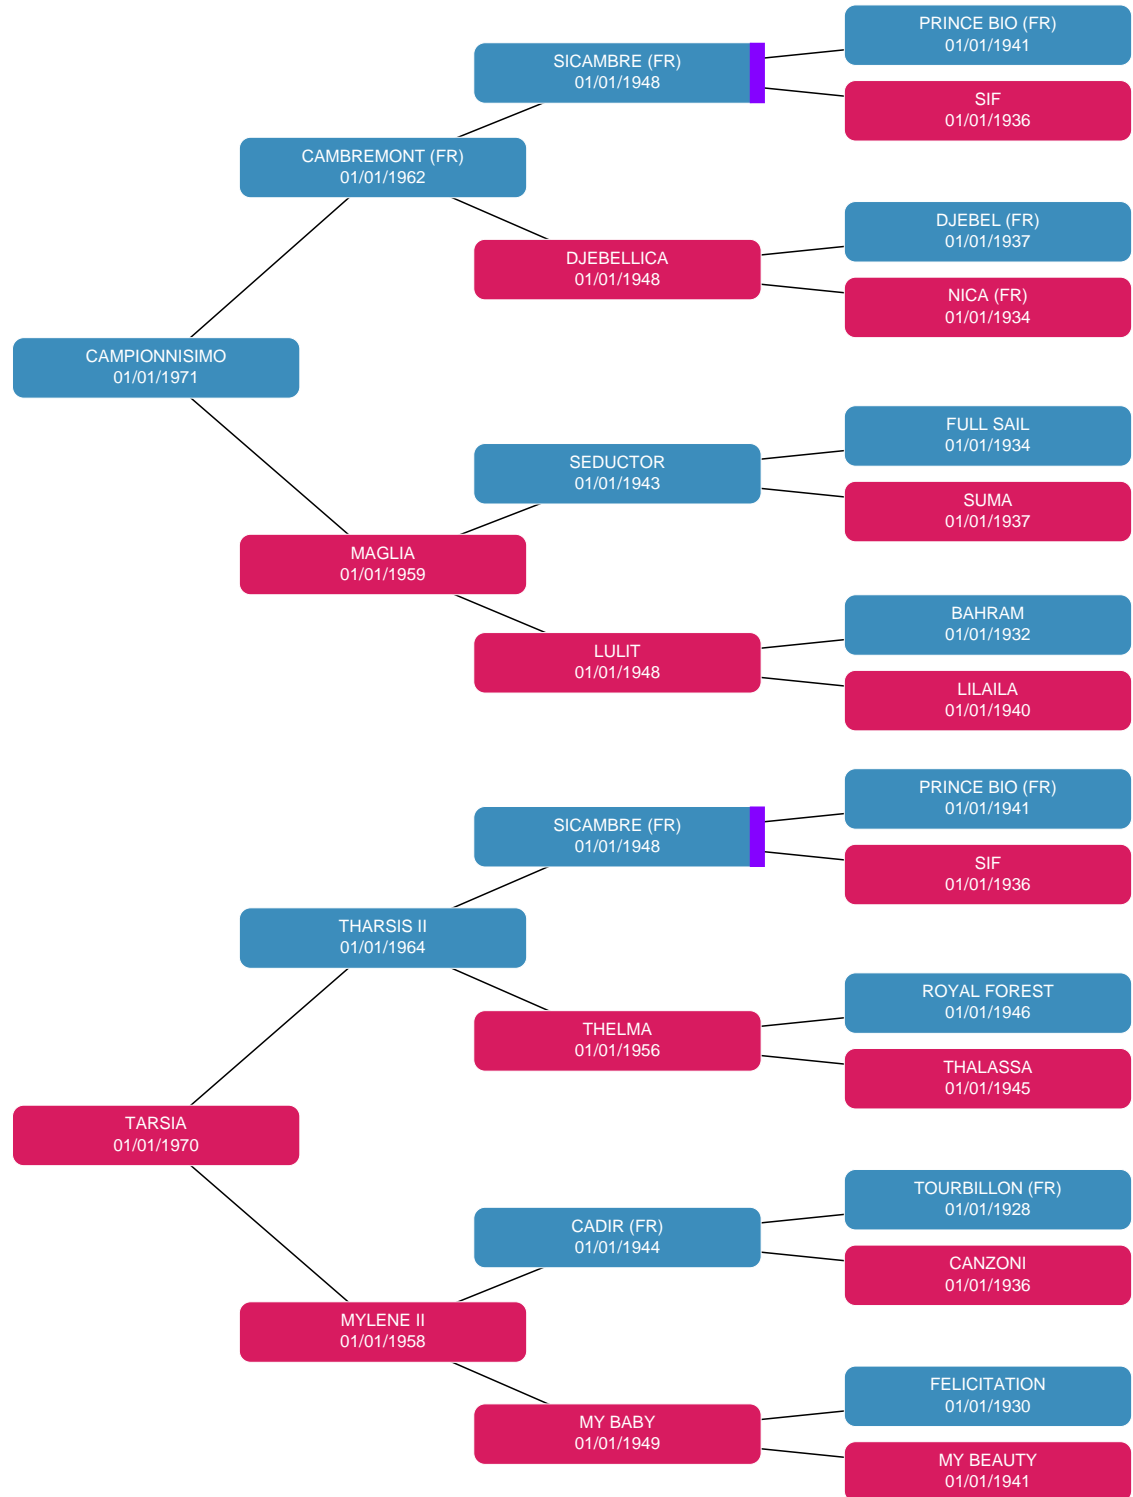 PRINCE BIO (FR)
01/01/1941
SICAMBRE (FR)
01/01/1948
SIF
01/01/1936
CAMBREMONT (FR)
01/01/1962
DJEBEL (FR)
01/01/1937
DJEBELLICA
01/01/1948
NICA (FR)
01/01/1934
CAMPIONNISIMO
01/01/1971
FULL SAIL
01/01/1934
SEDUCTOR
01/01/1943
SUMA
01/01/1937
MAGLIA
01/01/1959
BAHRAM
01/01/1932
LULIT
01/01/1948
LILAILA
01/01/1940
PRINCE BIO (FR)
01/01/1941
SICAMBRE (FR)
01/01/1948
SIF
01/01/1936
THARSIS II
01/01/1964
ROYAL FOREST
01/01/1946
THELMA
01/01/1956
THALASSA
01/01/1945
TARSIA
01/01/1970
TOURBILLON (FR)
01/01/1928
CADIR (FR)
01/01/1944
CANZONI
01/01/1936
MYLENE II
01/01/1958
FELICITATION
01/01/1930
MY BABY
01/01/1949
MY BEAUTY
01/01/1941